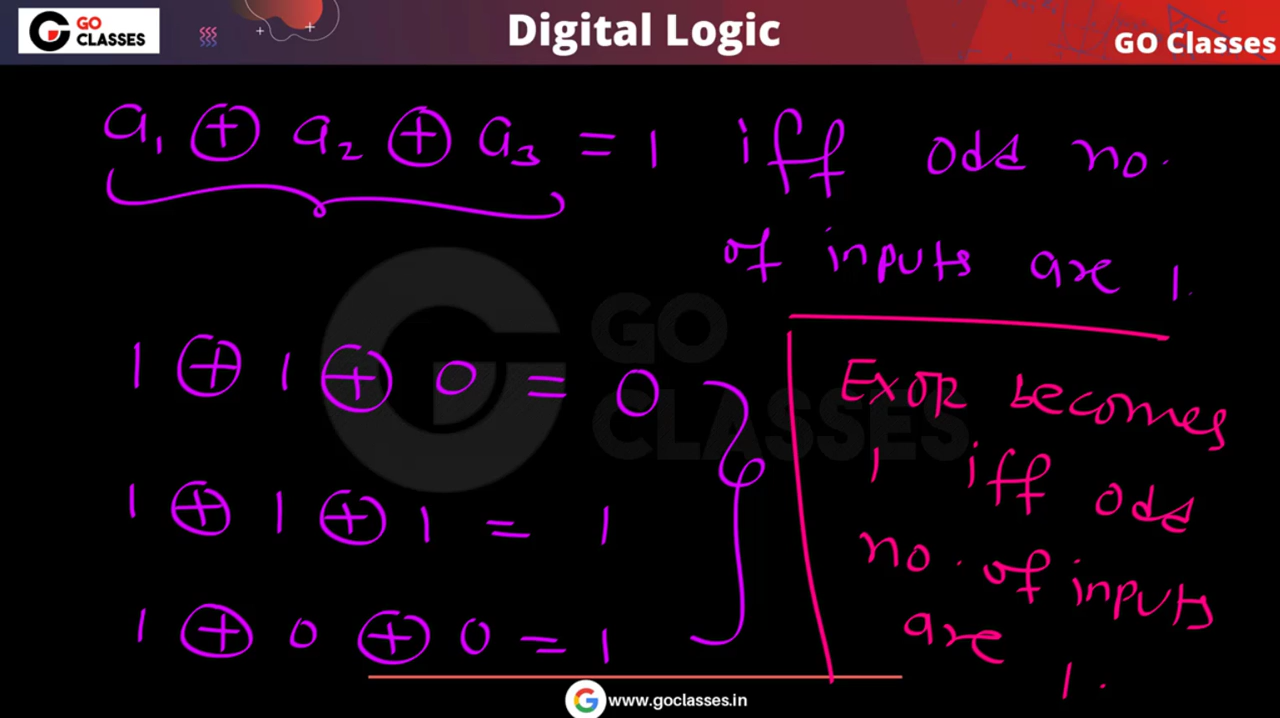 GO
CLASSES
Digital Logic
GO Classes
a₁ ⊕ a₂ ⊕ a₃ = 1 iff odd no.
of inputs are 1.
GO
CLASSES
1 ⊕ 1 ⊕ 0 = 0
1 ⊕ 1 ⊕ 1 = 1
1 ⊕ 0 ⊕ 0 = 1
EXOR becomes
1 iff odd
no. of inputs
are 1.
www.goclasses.in